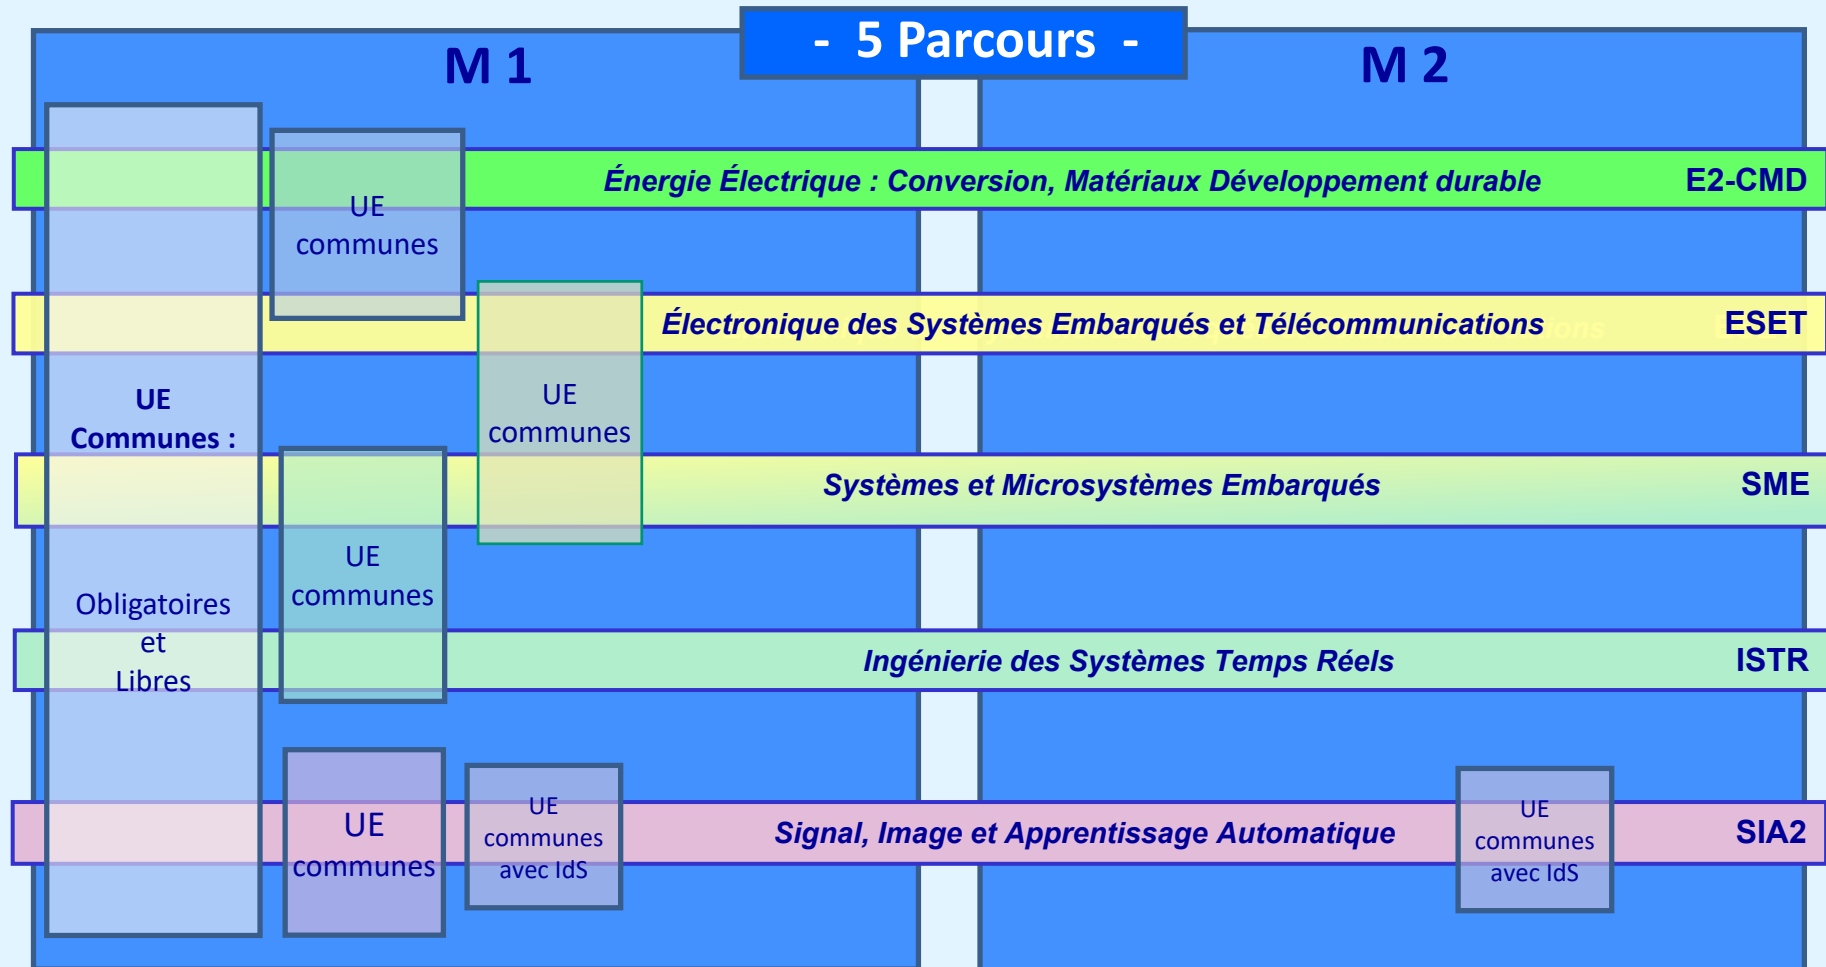 - 5 Parcours -
M 1
M 2
UE
communes
Énergie Électrique : Conversion, Matériaux Développement durable
E2-CMD
Électronique des Systèmes Embarqués et Télécommunications
ESET
UE
Communes :
Obligatoires
et
Libres
UE
communes
Systèmes et Microsystèmes Embarqués
SME
UE
communes
Ingénierie des Systèmes Temps Réels
ISTR
UE
communes
UE
communes
avec IdS
Signal, Image et Apprentissage Automatique
UE
communes
avec IdS
SIA2